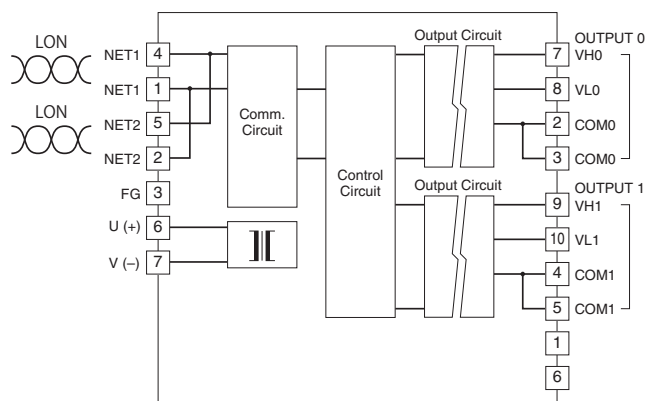 LON
NET1 4
NET1 1
LON
NET2 5
NET2 2
FG 3
U (+) 6
V (–) 7
Comm.
Circuit
Control
Circuit
Output Circuit
Output Circuit
OUTPUT 0
7 VH0
8 VL0
2 COM0
3 COM0
OUTPUT 1
9 VH1
10 VL1
4 COM1
5 COM1
1
6